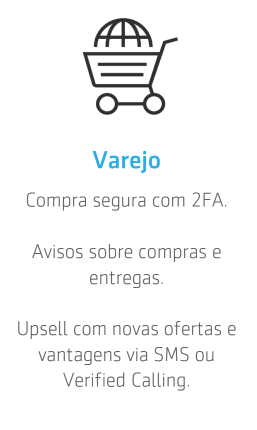 Varejo
Compra segura com 2FA.
Avisos sobre compras e
entregas.
Upsell com novas ofertas e
vantagens via SMS ou
Verified Calling.